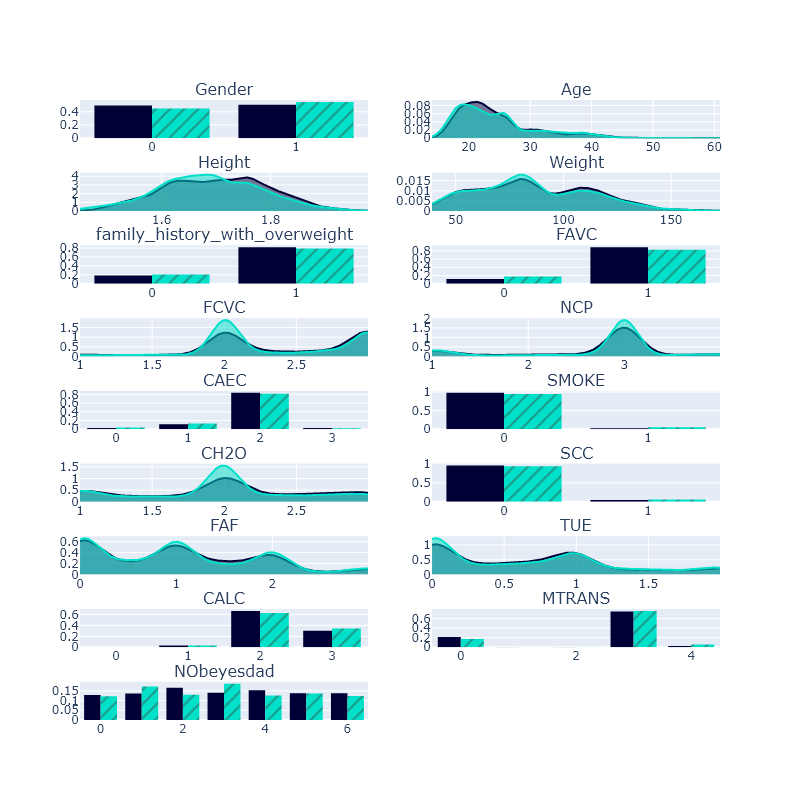 Gender
0.4
0.2
0
0 1
Age
0.08
0.06
0.04
0.02
0
20 30 40 50 60
Height
4
3
2
1
0
1.6 1.8
Weight
0.015
0.01
0.005
0
50 100 150
family_history_with_overweight
0.8
0.6
0.4
0.2
0
0 1
FAVC
0.8
0.6
0.4
0.2
0
0 1
FCVC
1.5
1
0.5
0
1 1.5 2 2.5
NCP
2
1.5
1
0.5
0
1 2 3
CAEC
0.8
0.6
0.4
0.2
0
0 1 2 3
SMOKE
1
0.5
0
0 1
CH2O
1.5
1
0.5
0
1 1.5 2 2.5
SCC
1
0.5
0
0 1
FAF
0.6
0.4
0.2
0
0 1 2
TUE
1
0.5
0
0 0.5 1 1.5
CALC
0.6
0.4
0.2
0
0 1 2 3
MTRANS
0.6
0.4
0.2
0
0 2 3 4
NObeyesdad
0.15
0.1
0.05
0
0 2 4 6